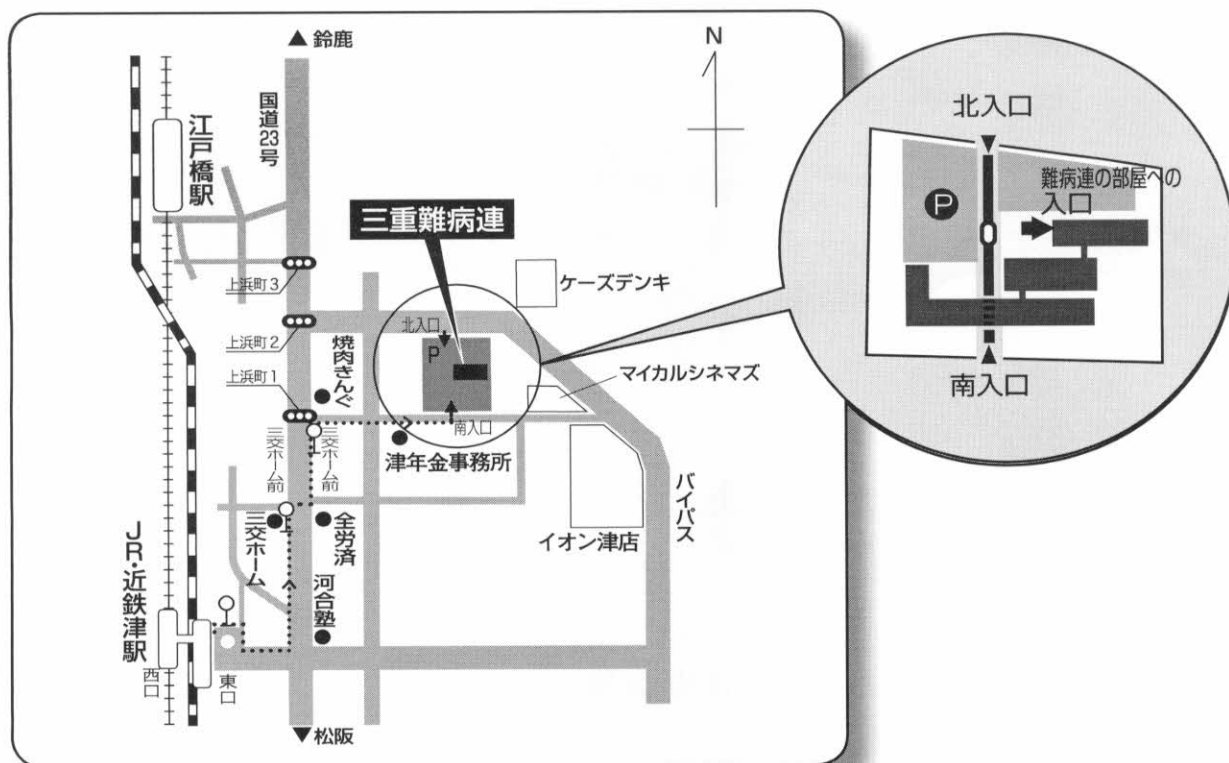 ▲鈴鹿
N
国道23号
江戸橋駅
北入口
三重難病連
P
難病連の部屋への
入口
上浜町3
ケーズデンキ
北入口
上浜町2
P
焼肉きんぐ
マイカルシネマズ
南入口
上浜町1
南入口
三交ホーム前
三交ホーム前
津年金事務所
バイパス
三交ホーム
全労済
イオン津店
JR・近鉄津駅
河合塾
西口
東口
▼松阪